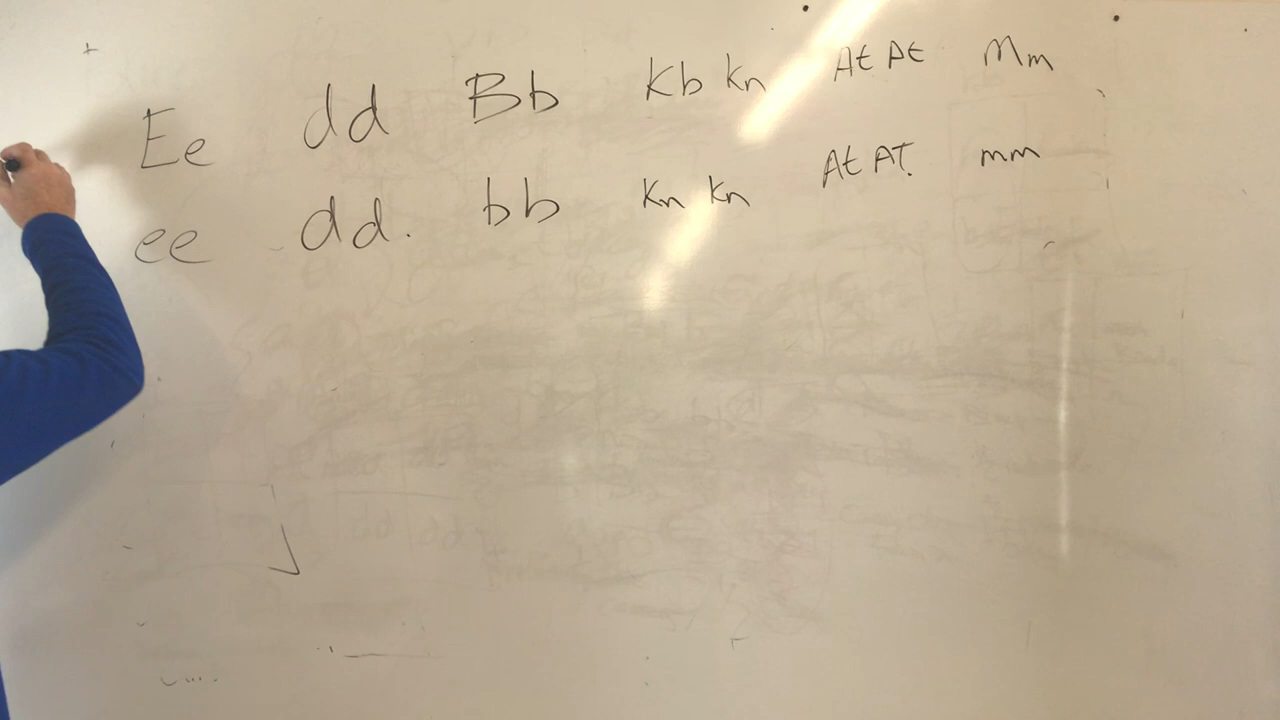 Ee dd Bb Kb kn At At Mm
ee dd. bb kn kn At AT. mm